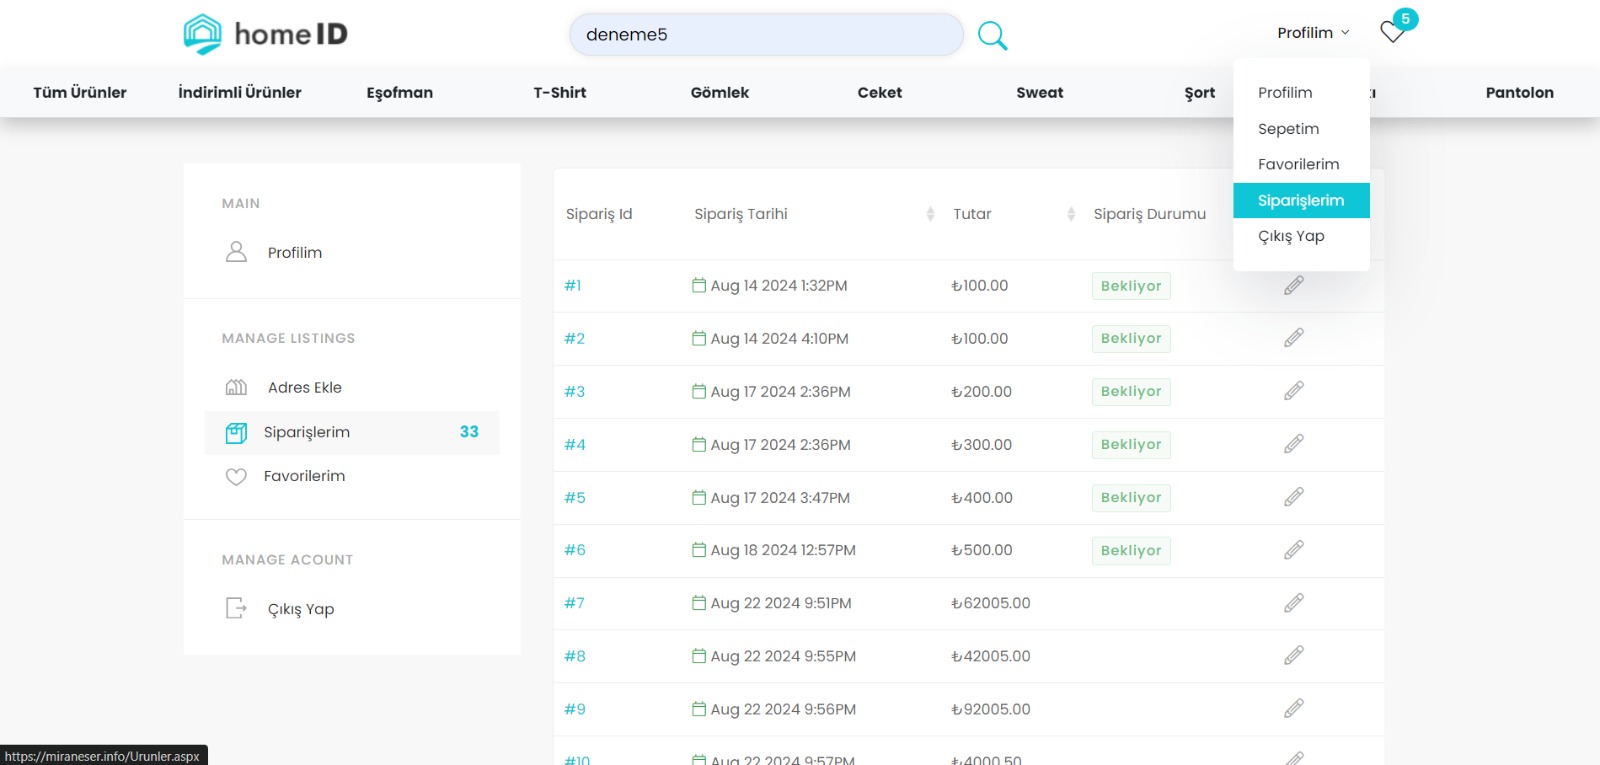 home ID
deneme5
Profilim
5
Tüm Ürünler
İndirimli Ürünler
Eşofman
T-Shirt
Gömlek
Ceket
Sweat
Şort
Pantolon
Profilim
Sepetim
Favorilerim
Siparişlerim
Çıkış Yap
MAIN
Profilim
MANAGE LISTINGS
Adres Ekle
Siparişlerim 33
Favorilerim
MANAGE ACOUNT
Çıkış Yap
Sipariş Id Sipariş Tarihi Tutar Sipariş Durumu
#1 Aug 14 2024 1:32PM ₺100.00 Bekliyor
#2 Aug 14 2024 4:10PM ₺100.00 Bekliyor
#3 Aug 17 2024 2:36PM ₺200.00 Bekliyor
#4 Aug 17 2024 2:36PM ₺300.00 Bekliyor
#5 Aug 17 2024 3:47PM ₺400.00 Bekliyor
#6 Aug 18 2024 12:57PM ₺500.00 Bekliyor
#7 Aug 22 2024 9:51PM ₺62005.00
#8 Aug 22 2024 9:55PM ₺42005.00
#9 Aug 22 2024 9:56PM ₺92005.00
#10 Aug 22 2024 9:57PM ₺4000.50
https://miraneser.info/Urunler.aspx